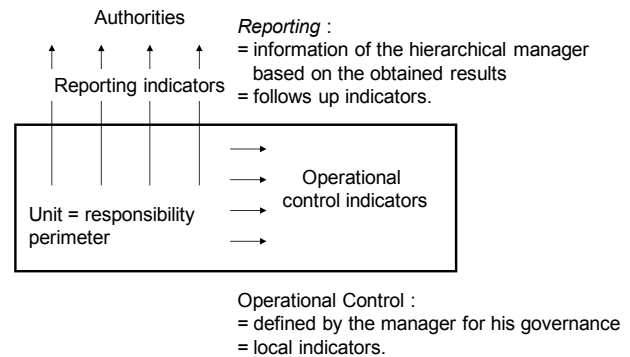 Authorities
Reporting :
= information of the hierarchical manager
based on the obtained results
= follows up indicators.
Reporting indicators
Unit = responsibility
perimeter
Operational
control indicators
Operational Control :
= defined by the manager for his governance
= local indicators.